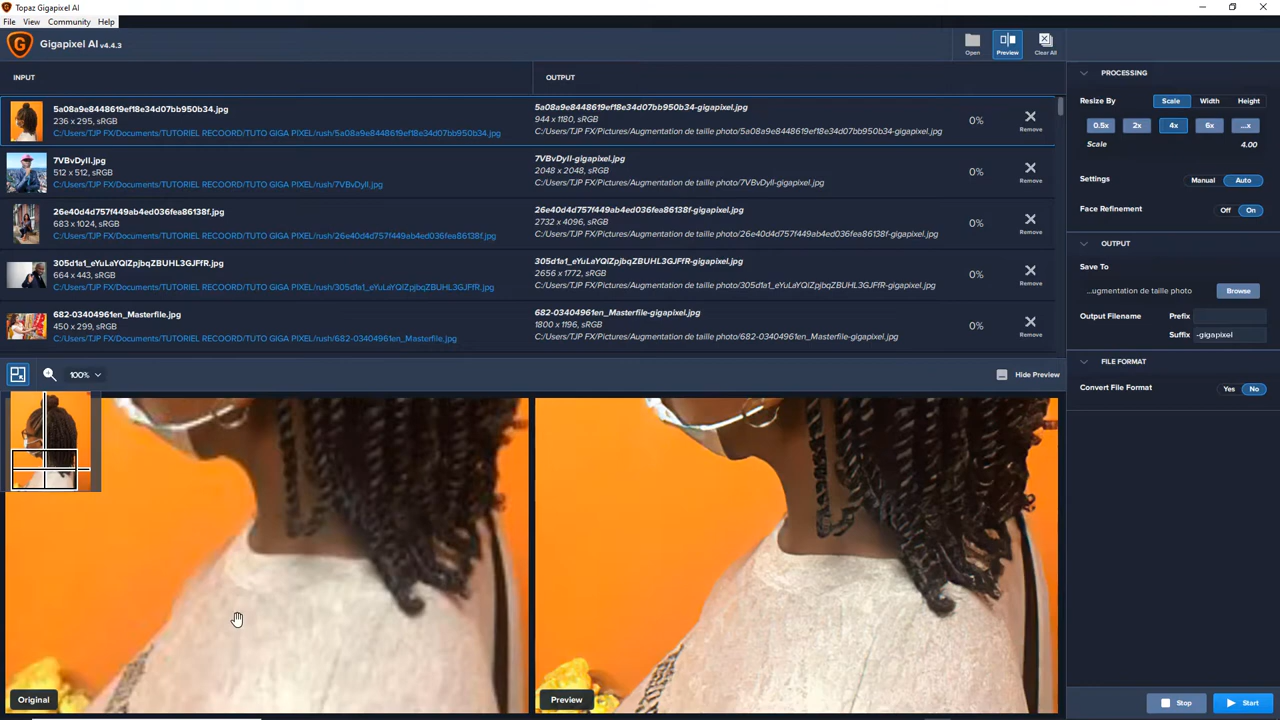 Topaz Gigapixel AI
File View Community Help
Gigapixel AI v4.4.3
Open Preview Clear All
INPUT OUTPUT
5a08a9e8448619ef18e34d07bb950b34.jpg
236 x 295, sRGB
C:/Users/TJP FX/Documents/TUTORIEL RECOORD/TUTO GIGA PIXEL/rush/5a08a9e8448619ef18e34d07bb950b34.jpg
5a08a9e8448619ef18e34d07bb950b34-gigapixel.jpg
944 x 1180, sRGB
C:/Users/TJP FX/Pictures/Augmentation de taille photo/5a08a9e8448619ef18e34d07bb950b34-gigapixel.jpg
0%
Remove
7VBvDyII.jpg
512 x 512, sRGB
C:/Users/TJP FX/Documents/TUTORIEL RECOORD/TUTO GIGA PIXEL/rush/7VBvDyII.jpg
7VBvDyII-gigapixel.jpg
2048 x 2048, sRGB
C:/Users/TJP FX/Pictures/Augmentation de taille photo/7VBvDyII-gigapixel.jpg
0%
Remove
26e40d4d757f449ab4ed036fea86138f.jpg
683 x 1024, sRGB
C:/Users/TJP FX/Documents/TUTORIEL RECOORD/TUTO GIGA PIXEL/rush/26e40d4d757f449ab4ed036fea86138f.jpg
26e40d4d757f449ab4ed036fea86138f-gigapixel.jpg
2732 x 4096, sRGB
C:/Users/TJP FX/Pictures/Augmentation de taille photo/26e40d4d757f449ab4ed036fea86138f-gigapixel.jpg
0%
Remove
305d1a1_eYuLaYQIZpjbqZBUHL3GJFfR.jpg
664 x 443, sRGB
C:/Users/TJP FX/Documents/TUTORIEL RECOORD/TUTO GIGA PIXEL/rush/305d1a1_eYuLaYQIZpjbqZBUHL3GJFfR.jpg
305d1a1_eYuLaYQIZpjbqZBUHL3GJFfR-gigapixel.jpg
2656 x 1772, sRGB
C:/Users/TJP FX/Pictures/Augmentation de taille photo/305d1a1_eYuLaYQIZpjbqZBUHL3GJFfR-gigapixel.jpg
0%
Remove
682-03404961en_Masterfile.jpg
450 x 299, sRGB
C:/Users/TJP FX/Documents/TUTORIEL RECOORD/TUTO GIGA PIXEL/rush/682-03404961en_Masterfile.jpg
682-03404961en_Masterfile-gigapixel.jpg
1800 x 1196, sRGB
C:/Users/TJP FX/Pictures/Augmentation de taille photo/682-03404961en_Masterfile-gigapixel.jpg
0%
Remove
100%
Hide Preview
Original
Preview
PROCESSING
Resize By Scale Width Height
0.5x 2x 4x 6x ...x
Scale 4.00
Settings Manual Auto
Face Refinement Off On
OUTPUT
Save To
...ugmentation de taille photo Browse
Output Filename Prefix
Suffix -gigapixel
FILE FORMAT
Convert File Format Yes No
Stop Start